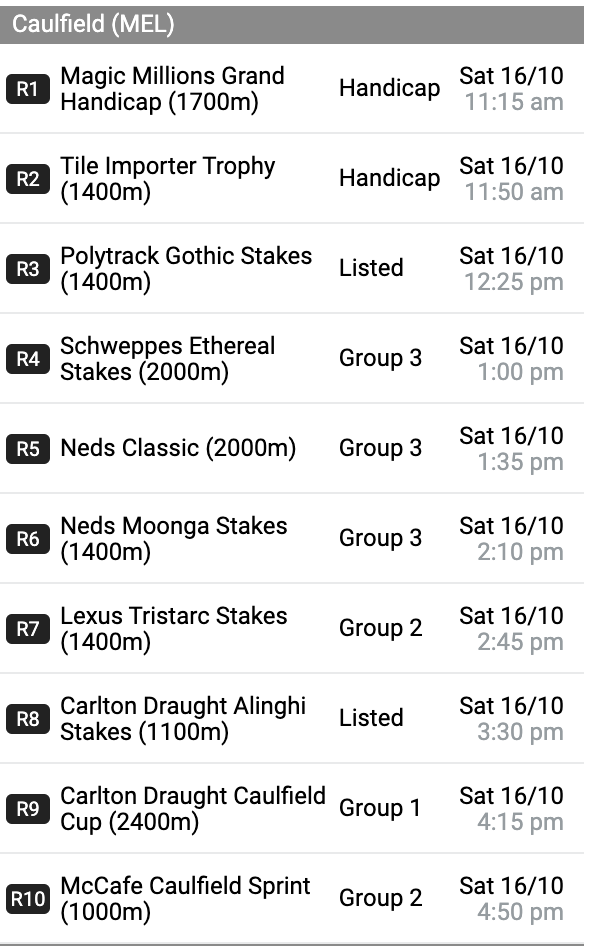 Caulfield (MEL)
R1
Magic Millions Grand
Handicap (1700m)
Handicap
Sat 16/10
11:15 am
R2
Tile Importer Trophy
(1400m)
Handicap
Sat 16/10
11:50 am
R3
Polytrack Gothic Stakes
(1400m)
Listed
Sat 16/10
12:25 pm
R4
Schweppes Ethereal
Stakes (2000m)
Group 3
Sat 16/10
1:00 pm
R5
Neds Classic (2000m)
Group 3
Sat 16/10
1:35 pm
R6
Neds Moonga Stakes
(1400m)
Group 3
Sat 16/10
2:10 pm
R7
Lexus Tristarc Stakes
(1400m)
Group 2
Sat 16/10
2:45 pm
R8
Carlton Draught Alinghi
Stakes (1100m)
Listed
Sat 16/10
3:30 pm
R9
Carlton Draught Caulfield
Cup (2400m)
Group 1
Sat 16/10
4:15 pm
R10
McCafe Caulfield Sprint
(1000m)
Group 2
Sat 16/10
4:50 pm